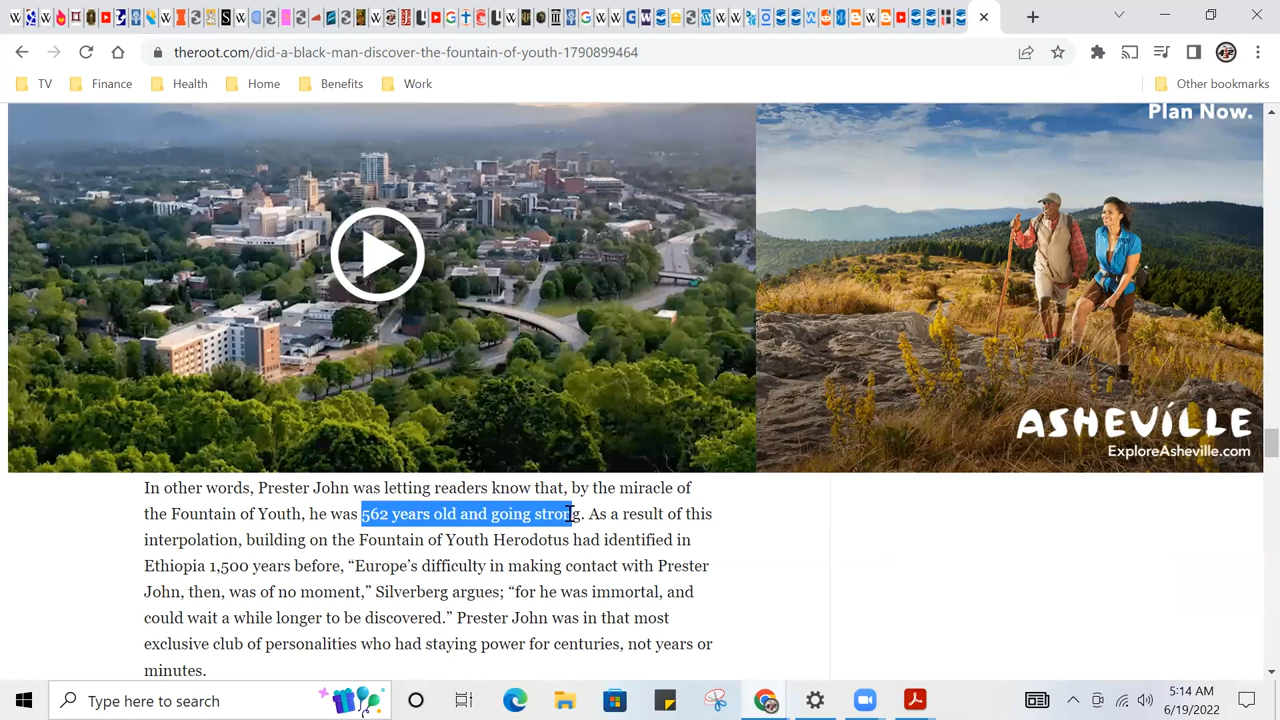 theroot.com/did-a-black-man-discover-the-fountain-of-youth-1790899464
TV
Finance
Health
Home
Benefits
Work
Other bookmarks
Plan Now.
ASHEVILLE
ExploreAsheville.com
In other words, Prester John was letting readers know that, by the miracle of
the Fountain of Youth, he was 562 years old and going strong. As a result of this
interpolation, building on the Fountain of Youth Herodotus had identified in
Ethiopia 1,500 years before, “Europe’s difficulty in making contact with Prester
John, then, was of no moment,” Silverberg argues; “for he was immortal, and
could wait a while longer to be discovered.” Prester John was in that most
exclusive club of personalities who had staying power for centuries, not years or
minutes.
Type here to search
5:14 AM
6/19/2022